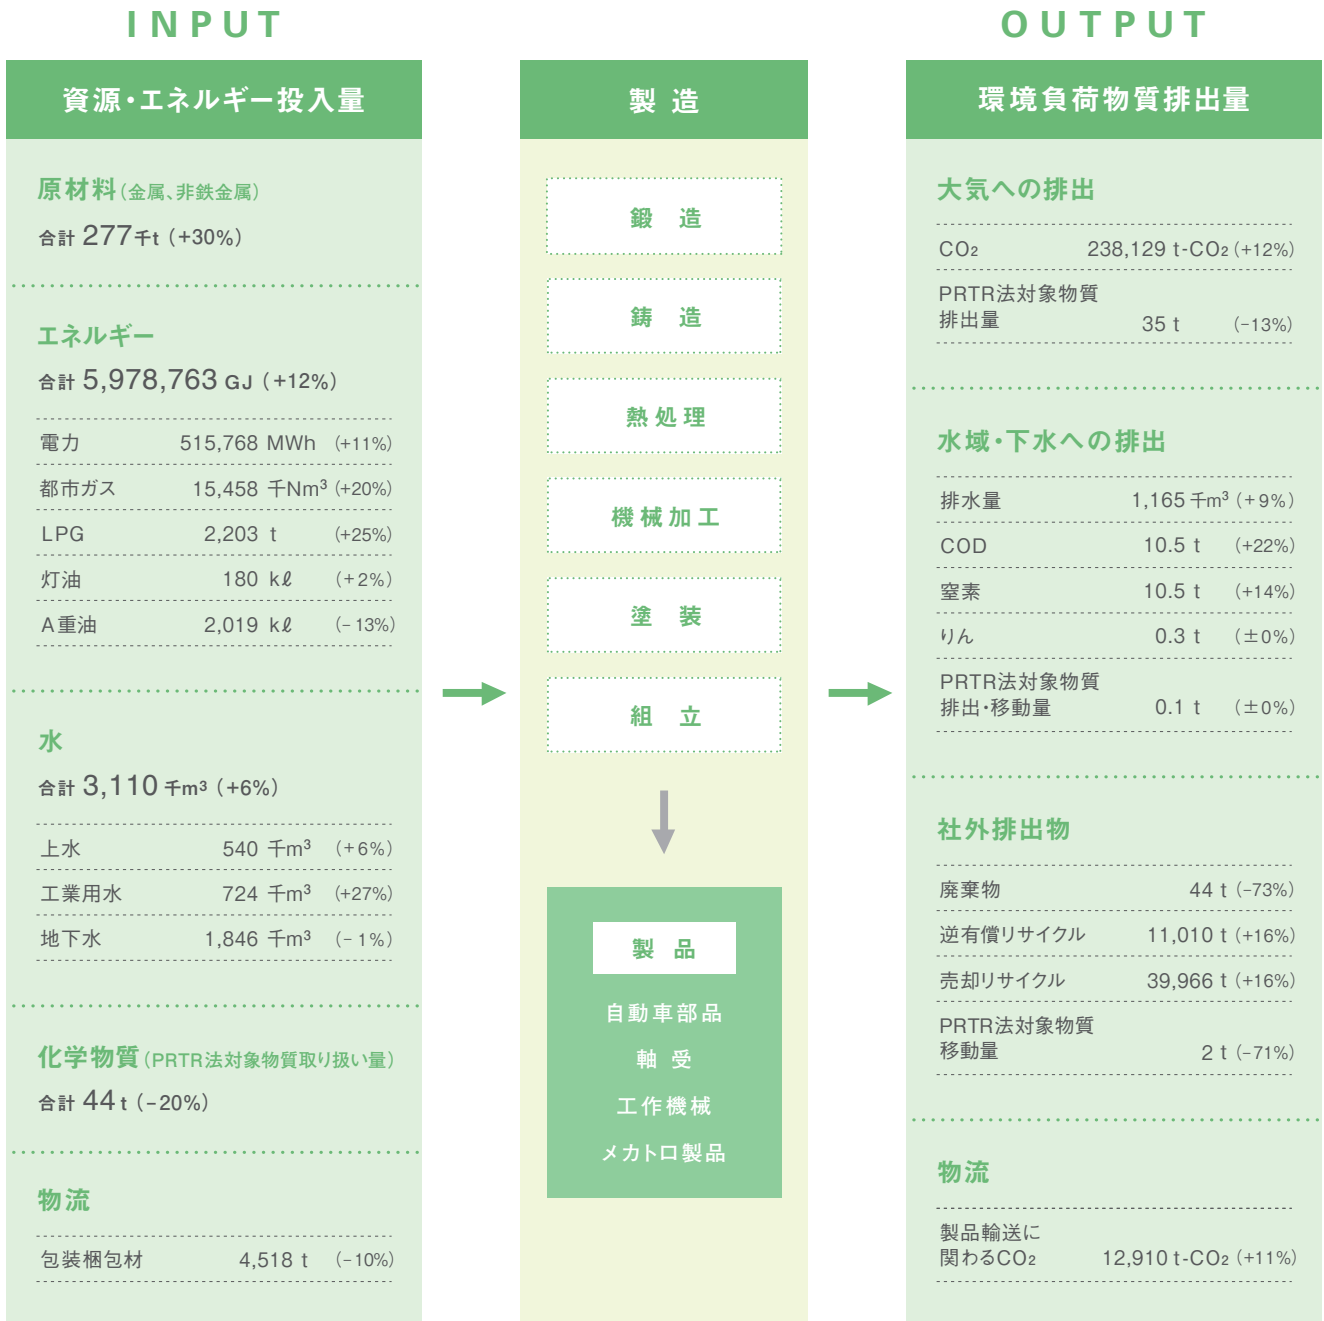 INPUT
資源・エネルギー投入量
原材料(金属、非鉄金属)
合計 277千t (+30%)
エネルギー
合計 5,978,763 GJ (+12%)
電力 515,768 MWh (+11%)
都市ガス 15,458 千Nm³ (+20%)
LPG 2,203 t (+25%)
灯油 180 kℓ (+2%)
A重油 2,019 kℓ (−13%)
水
合計 3,110 千m³ (+6%)
上水 540 千m³ (+6%)
工業用水 724 千m³ (+27%)
地下水 1,846 千m³ (−1%)
化学物質(PRTR法対象物質取り扱い量)
合計 44 t (−20%)
物流
包装梱包材 4,518 t (−10%)
製造
鍛造
鋳造
熱処理
機械加工
塗装
組立
製品
自動車部品
軸受
工作機械
メカトロ製品
OUTPUT
環境負荷物質排出量
大気への排出
CO₂ 238,129 t-CO₂ (+12%)
PRTR法対象物質
排出量 35 t (−13%)
水域・下水への排出
排水量 1,165 千m³ (+9%)
COD 10.5 t (+22%)
窒素 10.5 t (+14%)
りん 0.3 t (±0%)
PRTR法対象物質
排出・移動量 0.1 t (±0%)
社外排出物
廃棄物 44 t (−73%)
逆有償リサイクル 11,010 t (+16%)
売却リサイクル 39,966 t (+16%)
PRTR法対象物質
移動量 2 t (−71%)
物流
製品輸送に
関わるCO₂ 12,910 t-CO₂ (+11%)